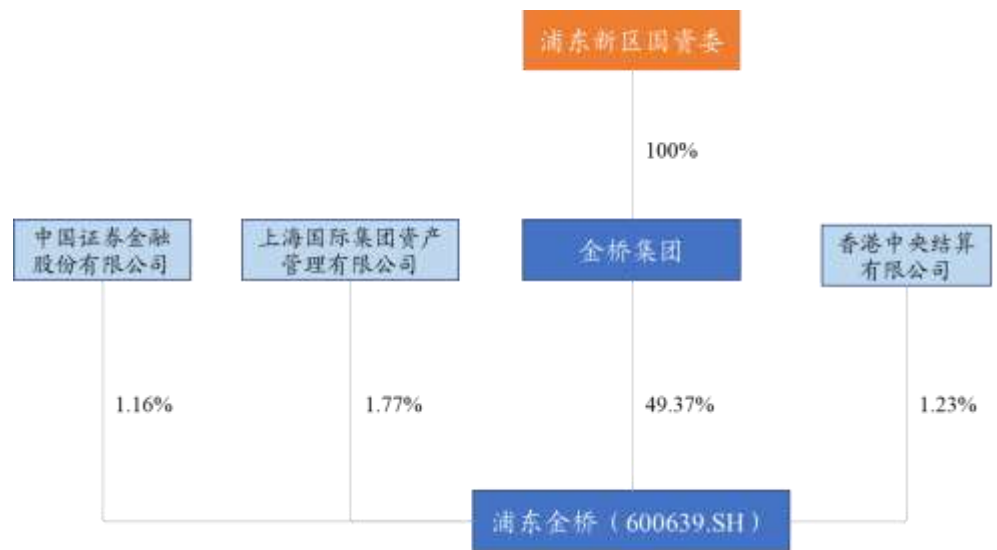 浦东新区国资委
100%
中国证券金融
股份有限公司
上海国际集团资产
管理有限公司
金桥集团
香港中央结算
有限公司
1.16%
1.77%
49.37%
1.23%
浦东金桥（600639.SH）